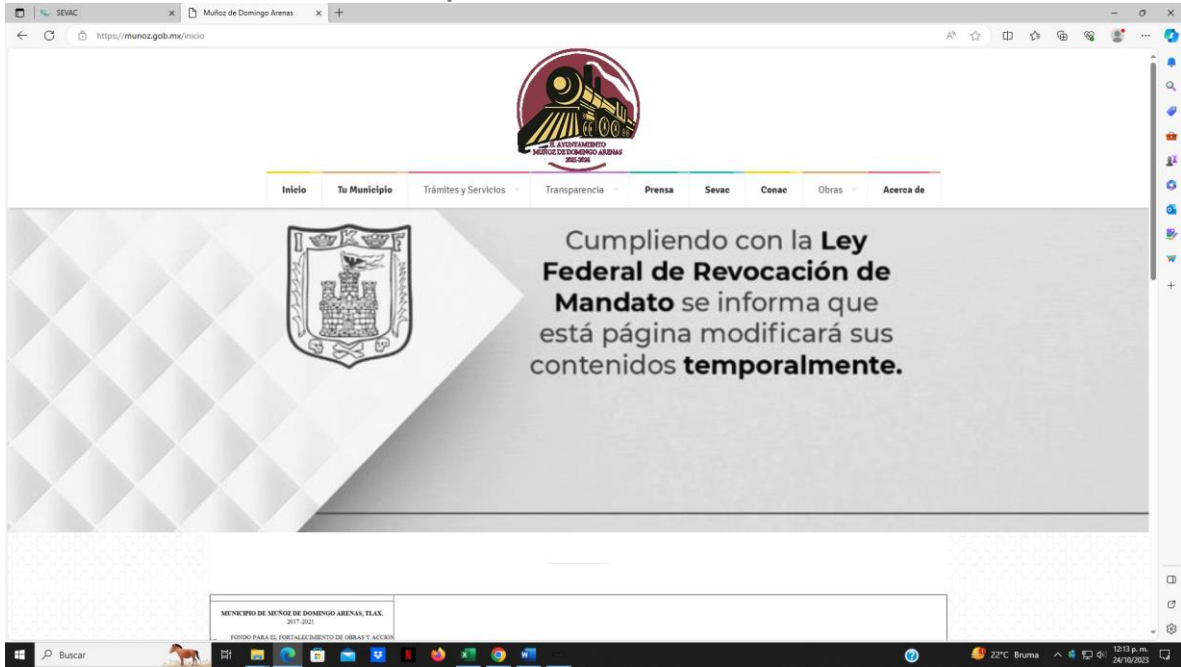 SEVAC
Muñoz de Domingo Arenas
https://munoz.gob.mx/inicio
H. AYUNTAMIENTO
MUÑOZ DE DOMINGO ARENAS
2021-2024
Inicio Tu Municipio Trámites y Servicios Transparencia Prensa Sevac Conac Obras Acerca de
I K F
G P
Cumpliendo con la Ley
Federal de Revocación de
Mandato se informa que
está página modificará sus
contenidos temporalmente.
MUNICIPIO DE MUÑOZ DE DOMINGO ARENAS, TLAX.
2017-2021
FONDO PARA EL FORTALECIMIENTO DE OBRAS Y ACCION
Buscar
22°C Bruma
12:13 p. m.
24/10/2023